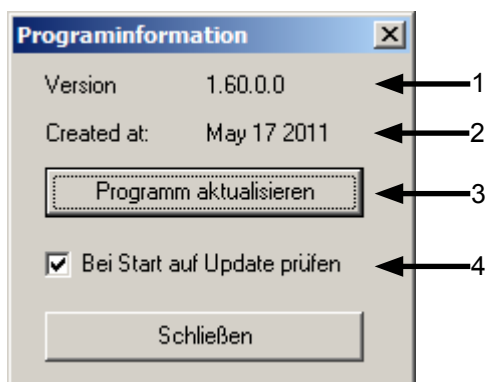 Programinformation
Version 1.60.0.0 1
Created at: May 17 2011 2
Programm aktualisieren 3
Bei Start auf Update prüfen 4
Schließen